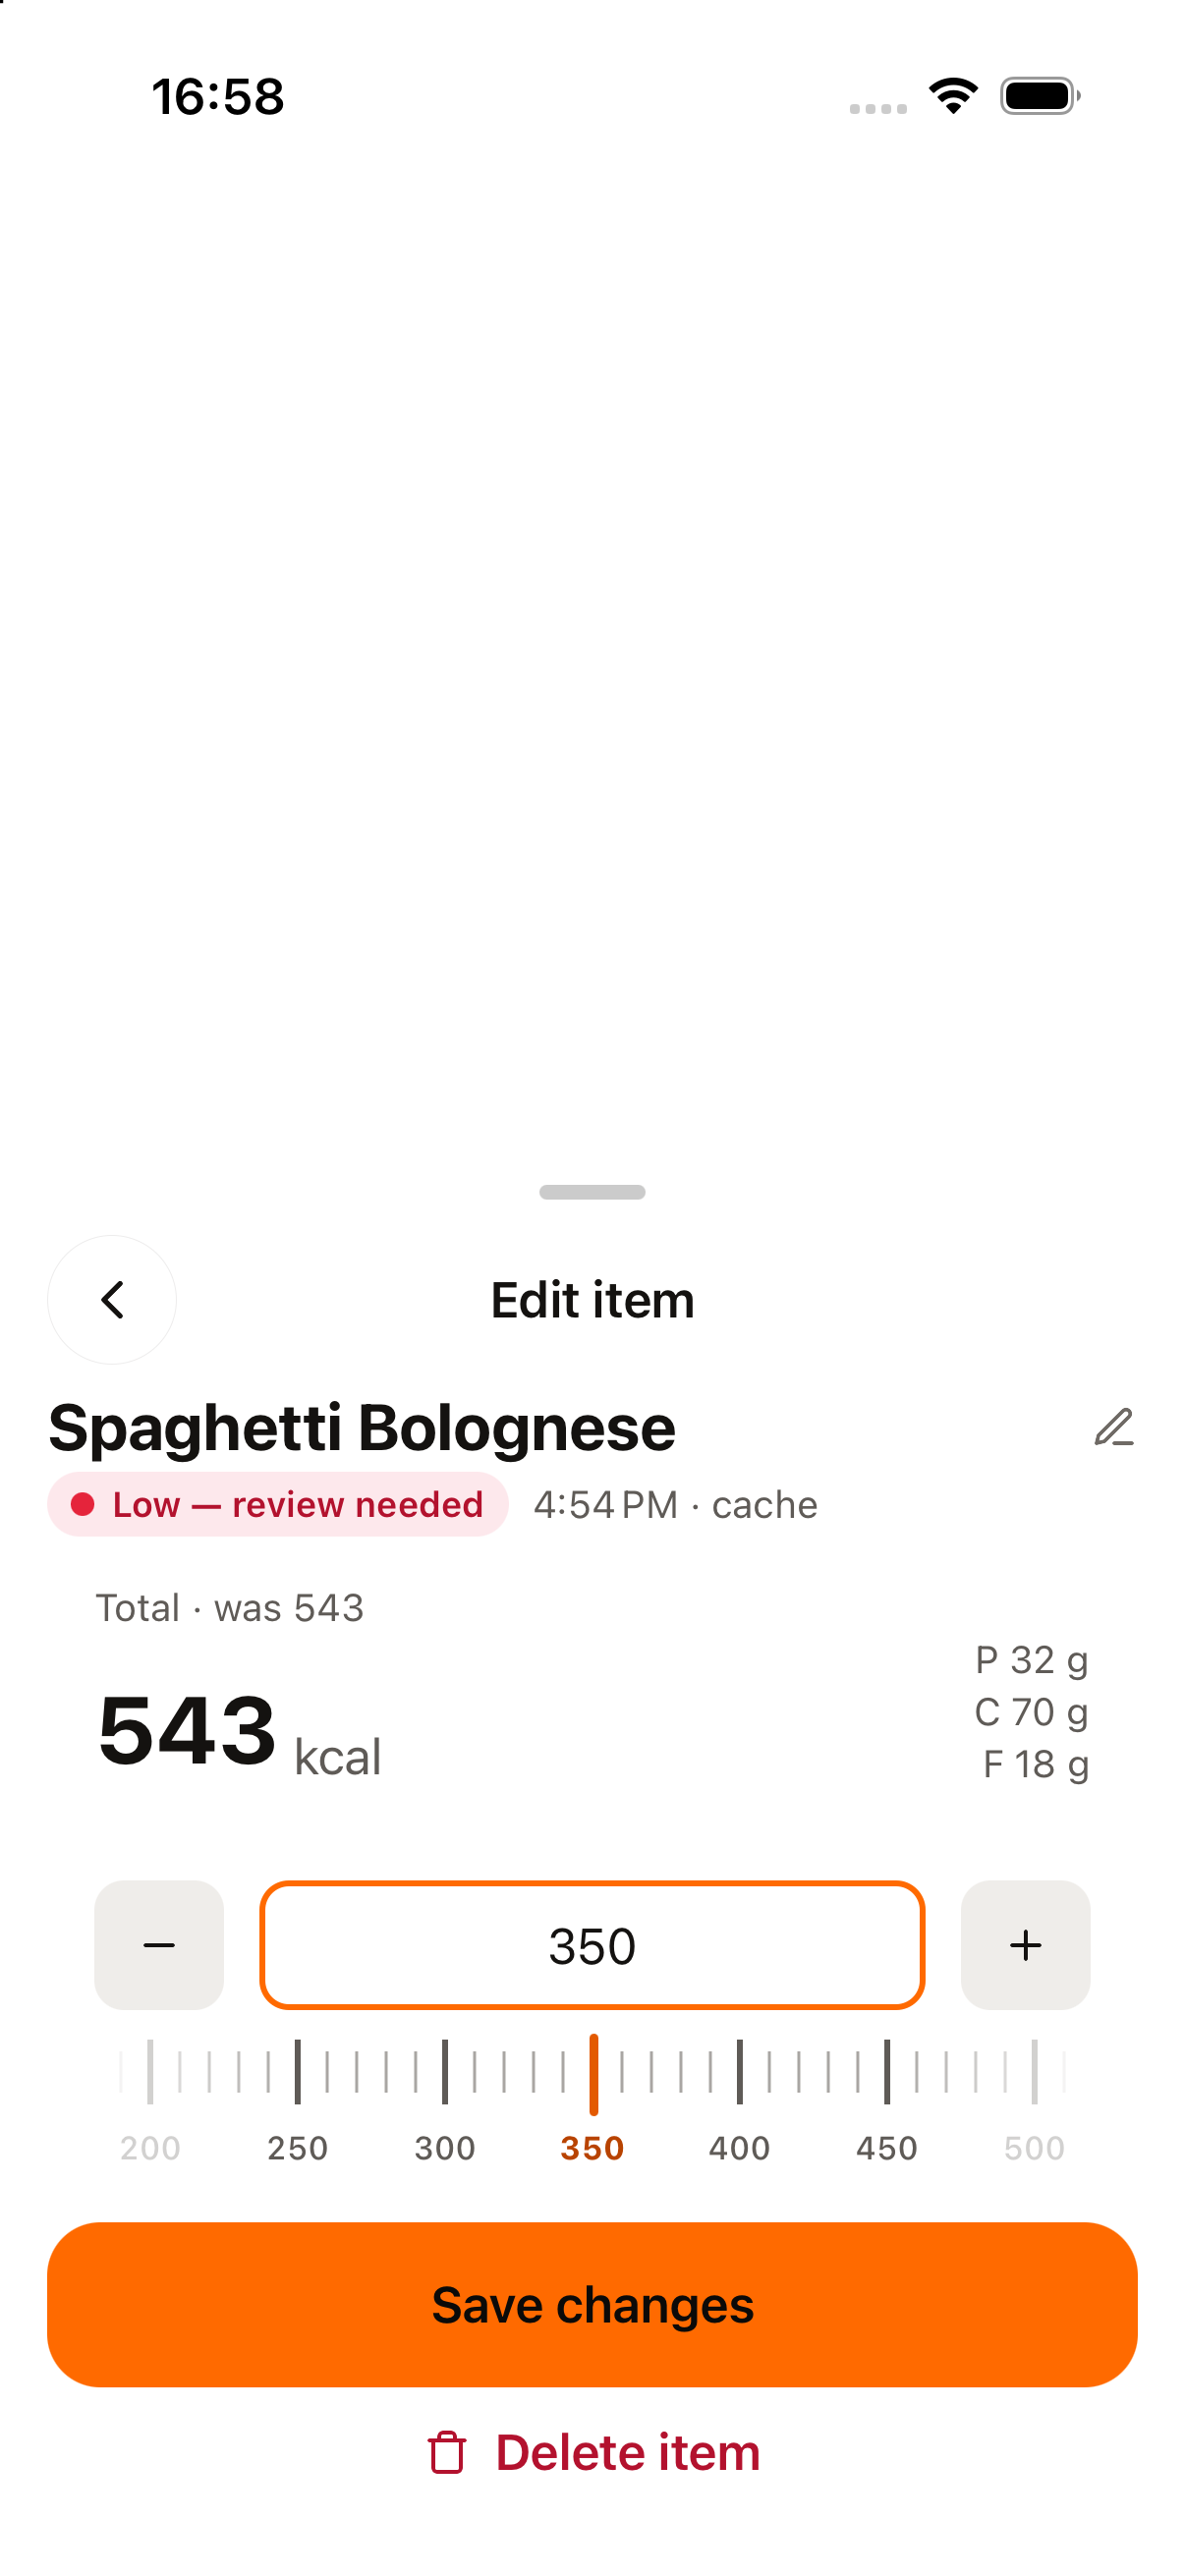 16:58
Edit item
Spaghetti Bolognese
Low — review needed 4:54 PM · cache
Total · was 543
P 32 g
C 70 g
F 18 g
543 kcal
− 350 +
200 250 300 350 400 450 500
Save changes
Delete item